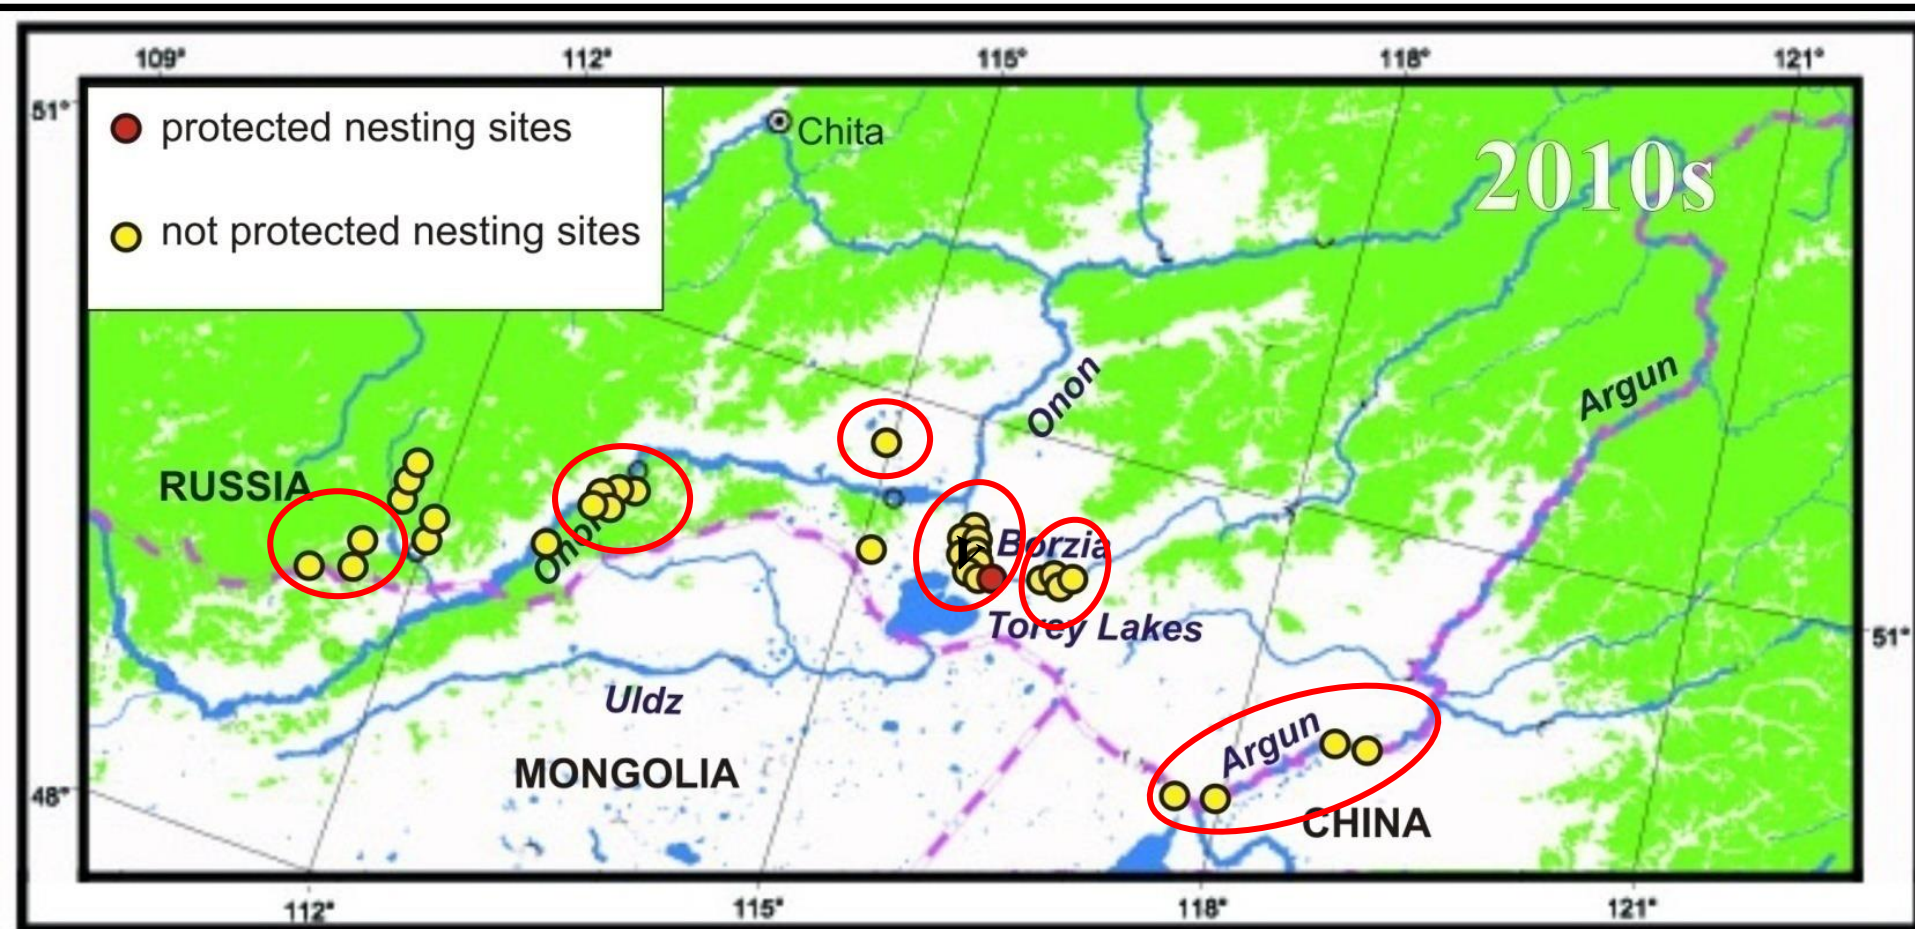 109° 112° 115° 118° 121°
51°
protected nesting sites
not protected nesting sites
Chita
2010s
Onon
Argun
RUSSIA
Onon
Borzia
Torey Lakes
51°
Uldz
MONGOLIA
Argun
48°
CHINA
112° 115° 118° 121°